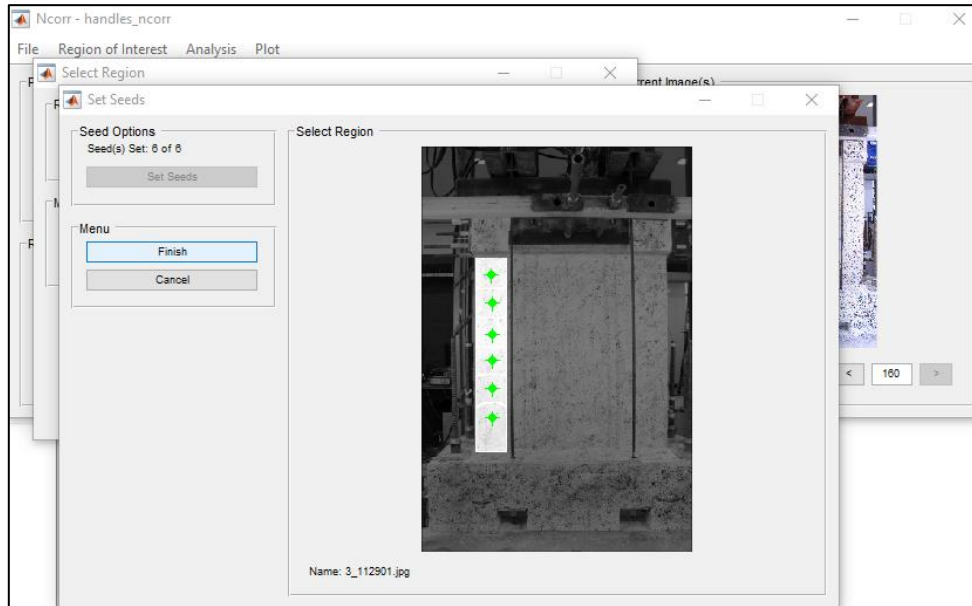 Ncorr - handles_ncorr
File Region of Interest Analysis Plot
Select Region
Set Seeds
Seed Options
Seed(s) Set: 6 of 6
Set Seeds
Menu
Finish
Cancel
Select Region
Name: 3_112901.jpg
rrent Image(s)
< 160 >